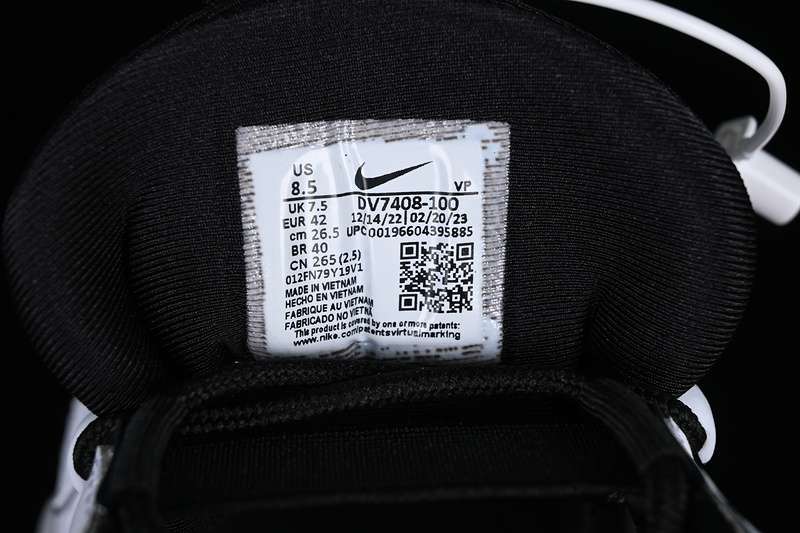 US
8.5
VP
UK 7.5
DV7408-100
EUR 42
12/14/22 02/20/23
cm 26.5
UPC 00196604395885
BR 40
CN 265 (2.5)
012FN79Y19V1
MADE IN VIETNAM
HECHO EN VIETNAM
FABRIQUE AU VIETNAM
FABRICADO NO VIETNÃ
This product is covered by one of more patents:
www.nike.com/patentsvirtualmarking